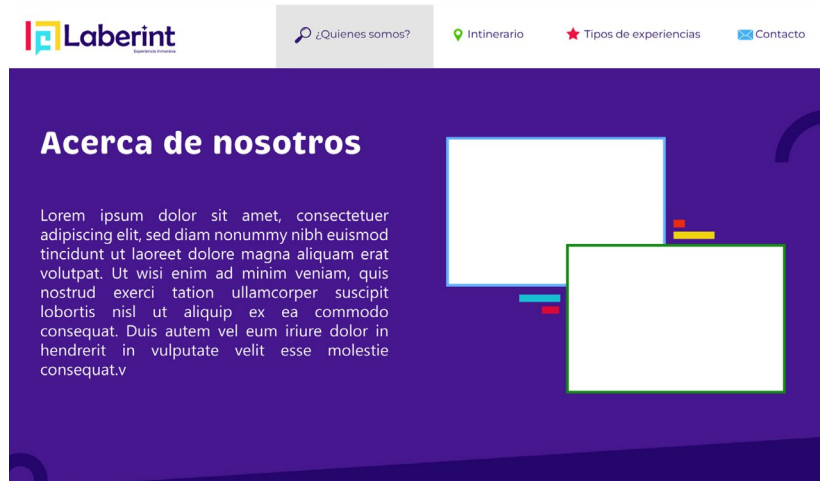 Laberint
Experiencia inmersiva
¿Quienes somos?
Intinerario
Tipos de experiencias
Contacto
Acerca de nosotros
Lorem ipsum dolor sit amet, consectetuer
adipiscing elit, sed diam nonummy nibh euismod
tincidunt ut laoreet dolore magna aliquam erat
volutpat. Ut wisi enim ad minim veniam, quis
nostrud exerci tation ullamcorper suscipit
lobortis nisl ut aliquip ex ea commodo
consequat. Duis autem vel eum iriure dolor in
hendrerit in vulputate velit esse molestie
consequat.v